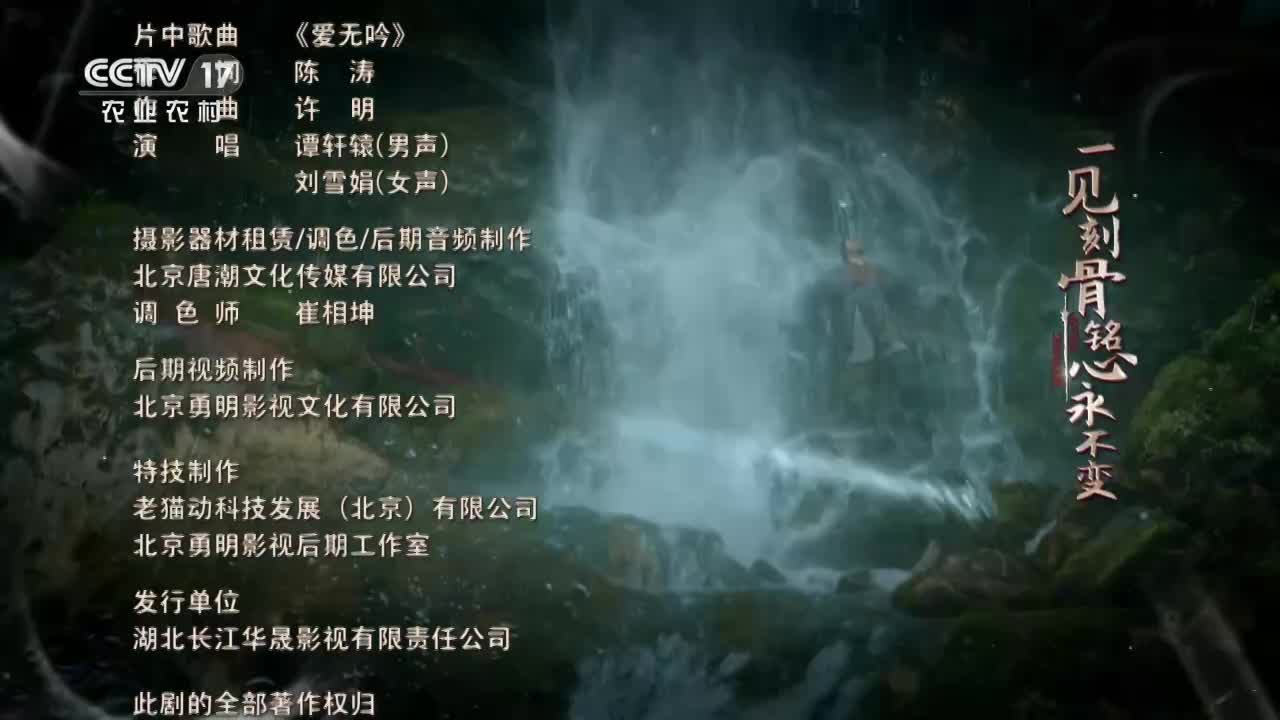 片中歌曲 《爱无吟》
CCTV 17
词 陈涛
农业农村
曲 许明
演唱 谭轩辕(男声)
刘雪娟(女声)
摄影器材租赁/调色/后期音频制作
北京唐潮文化传媒有限公司
调色师 崔相坤
后期视频制作
北京勇明影视文化有限公司
特技制作
老猫动科技发展（北京）有限公司
北京勇明影视后期工作室
发行单位
湖北长江华晟影视有限责任公司
此剧的全部著作权归
一见刻骨铭心永不变